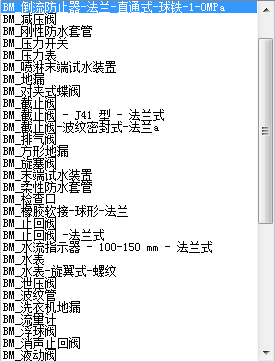 BM_倒流防止器-法兰-直通式-球铁-1-0MPa
BM_减压阀
BM_刚性防水套管
BM_压力开关
BM_压力表
BM_喷淋末端试水装置
BM_地漏
BM_对夹式蝶阀
BM_截止阀
BM_截止阀 - J41 型 - 法兰式
BM_截止阀-波纹密封式-法兰a
BM_排气阀
BM_方形地漏
BM_旋塞阀
BM_末端试水装置
BM_柔性防水套管
BM_检查口
BM_橡胶软接-球形-法兰
BM_止回阀
BM_止回阀 -法兰式
BM_水流指示器 - 100-150 mm - 法兰式
BM_水表
BM_水表-旋翼式-螺纹
BM_泄压阀
BM_波纹管
BM_洗衣机地漏
BM_流量计
BM_浮球阀
BM_消声止回阀
BM_液动阀